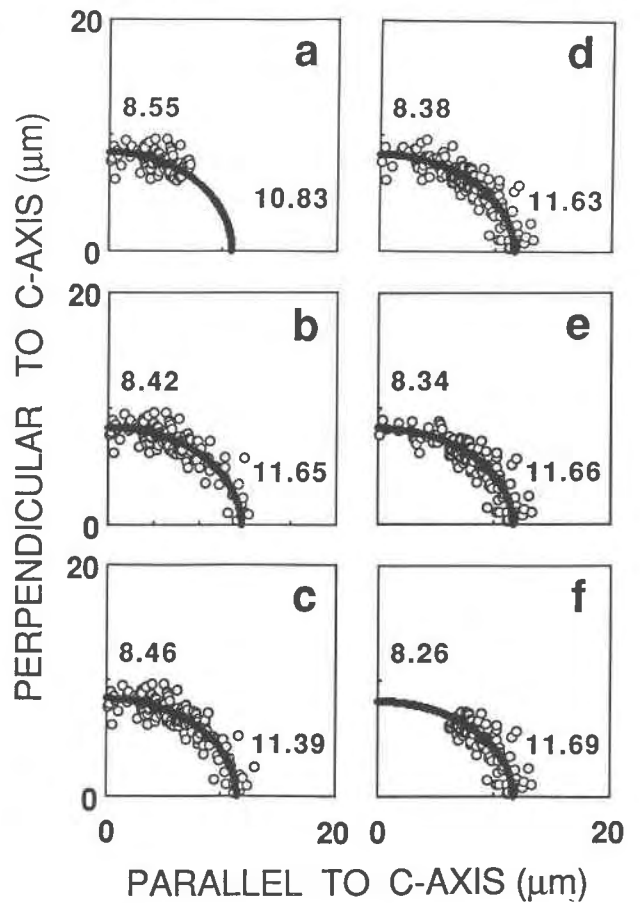 20
a
8.55
10.83
0
d
8.38
11.63
20
b
8.42
11.65
0
e
8.34
11.66
20
c
8.46
11.39
0
f
8.26
11.69
0
20
0
20
PERPENDICULAR TO C-AXIS (μm)
PARALLEL TO C-AXIS (μm)